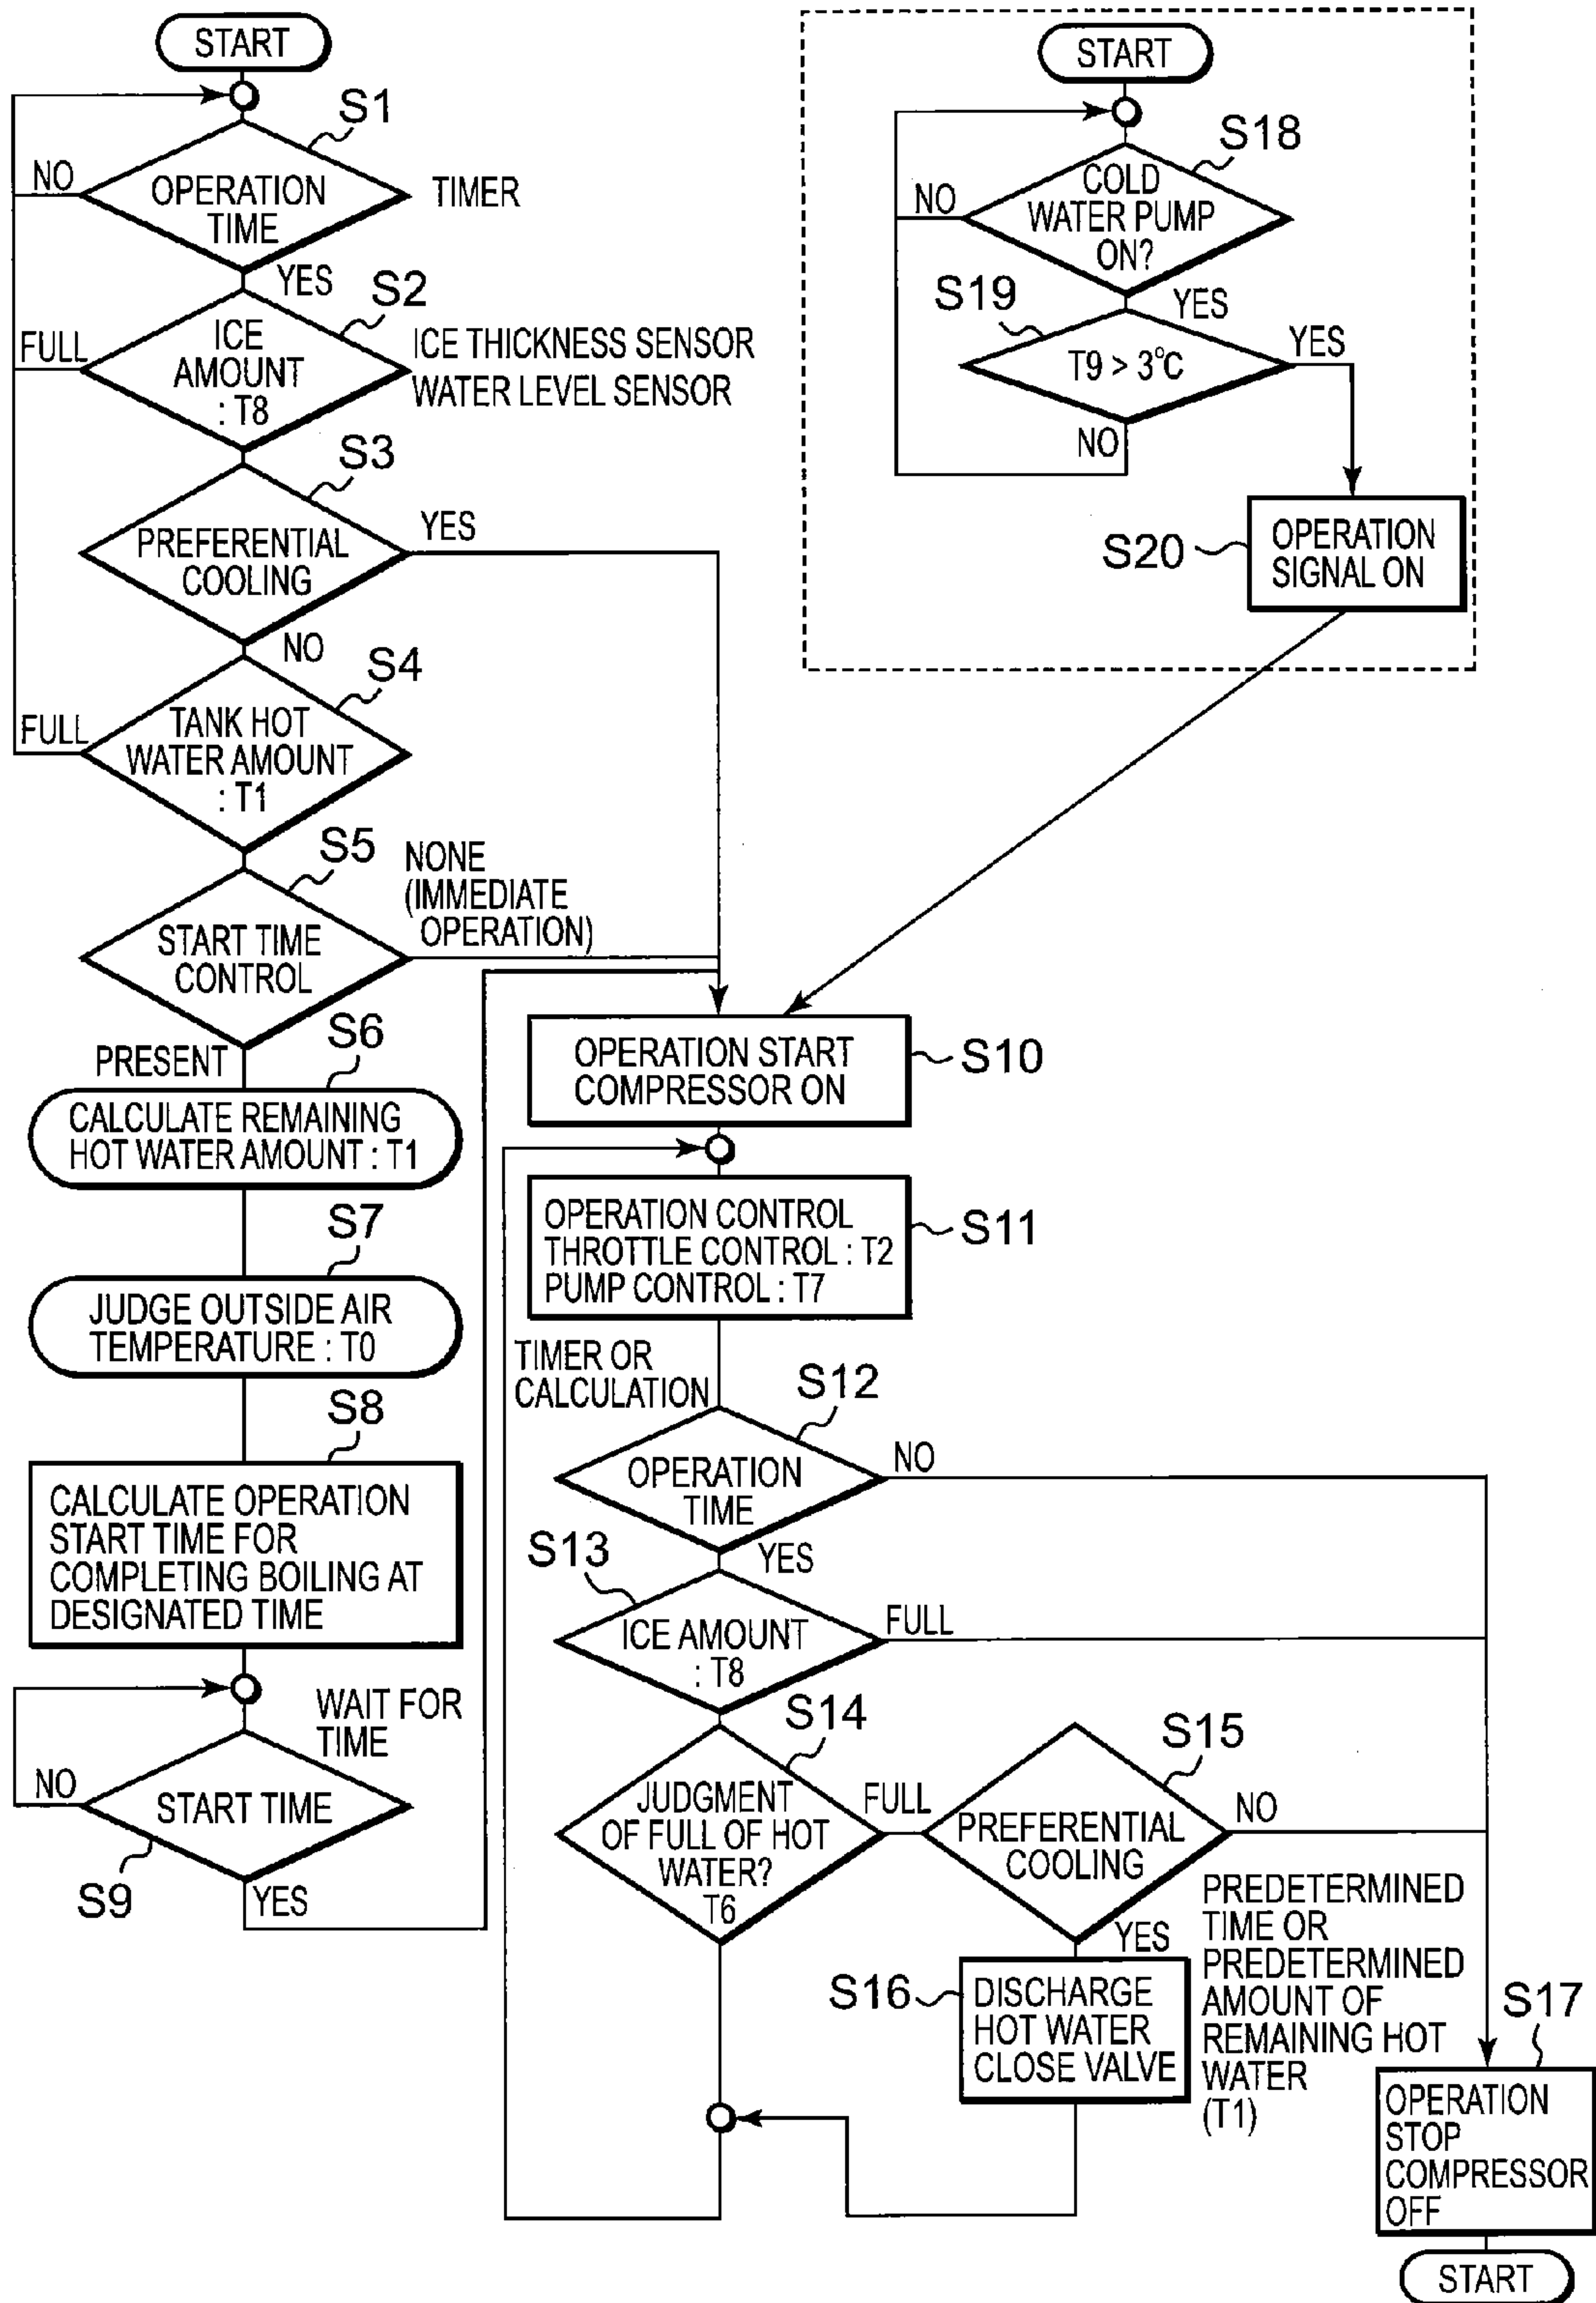 START
S1
NO
OPERATION
TIME
TIMER
YES
S2
FULL
ICE
AMOUNT
: T8
ICE THICKNESS SENSOR
WATER LEVEL SENSOR
S3
PREFERENTIAL
COOLING
YES
NO
S4
FULL
TANK HOT
WATER AMOUNT
: T1
S5
NONE
(IMMEDIATE
OPERATION)
START TIME
CONTROL
PRESENT
S6
CALCULATE REMAINING
HOT WATER AMOUNT : T1
S7
JUDGE OUTSIDE AIR
TEMPERATURE : T0
S8
CALCULATE OPERATION
START TIME FOR
COMPLETING BOILING AT
DESIGNATED TIME
WAIT FOR
TIME
NO
START TIME
S9
YES
START
S18
NO
COLD
WATER PUMP
ON?
S19
YES
T9 > 3°C
YES
NO
S20
OPERATION
SIGNAL ON
OPERATION START
COMPRESSOR ON
S10
OPERATION CONTROL
THROTTLE CONTROL : T2
PUMP CONTROL : T7
S11
TIMER OR
CALCULATION
S12
OPERATION
TIME
NO
S13
YES
ICE AMOUNT
: T8
FULL
S14
JUDGMENT
OF FULL OF HOT
WATER?
T6
FULL
S15
PREFERENTIAL
COOLING
NO
YES
S16
DISCHARGE
HOT WATER
CLOSE VALVE
PREDETERMINED
TIME OR
PREDETERMINED
AMOUNT OF
REMAINING HOT
WATER
(T1)
S17
OPERATION
STOP
COMPRESSOR
OFF
START